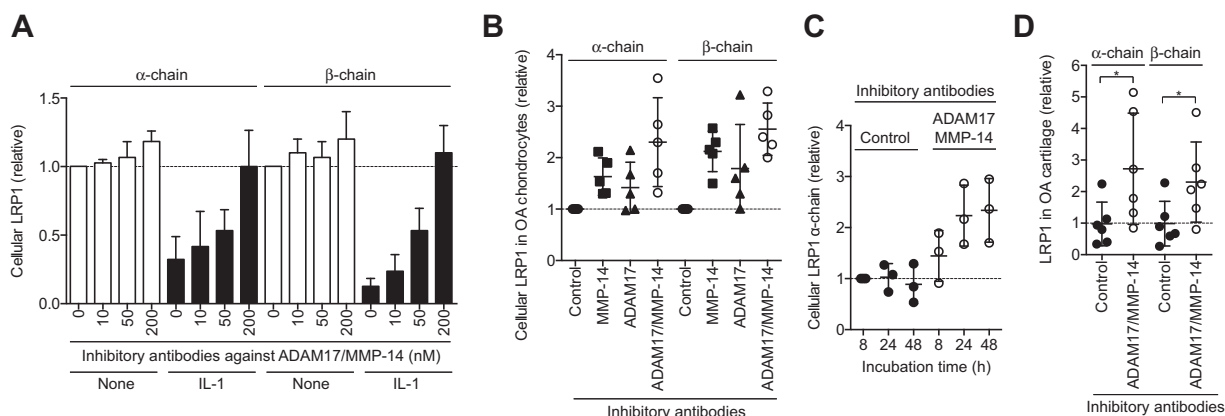 A
α-chain
β-chain
Cellular LRP1 (relative)
1.5
1.0
0.5
0.0
0 10 50 200 0 10 50 200 0 10 50 200 0 10 50 200
Inhibitory antibodies against ADAM17/MMP-14 (nM)
None IL-1 None IL-1
B
α-chain
β-chain
Cellular LRP1 in OA chondrocytes (relative)
4
3
2
1
0
Control MMP-14 ADAM17 ADAM17/MMP-14 Control MMP-14 ADAM17 ADAM17/MMP-14
Inhibitory antibodies
C
Inhibitory antibodies
ADAM17
Control MMP-14
Cellular LRP1 α-chain (relative)
4
3
2
1
0
8 24 48 8 24 48
Incubation time (h)
D
α-chain β-chain
* *
LRP1 in OA cartilage (relative)
6
5
4
3
2
1
0
Control ADAM17/MMP-14 Control ADAM17/MMP-14
Inhibitory antibodies